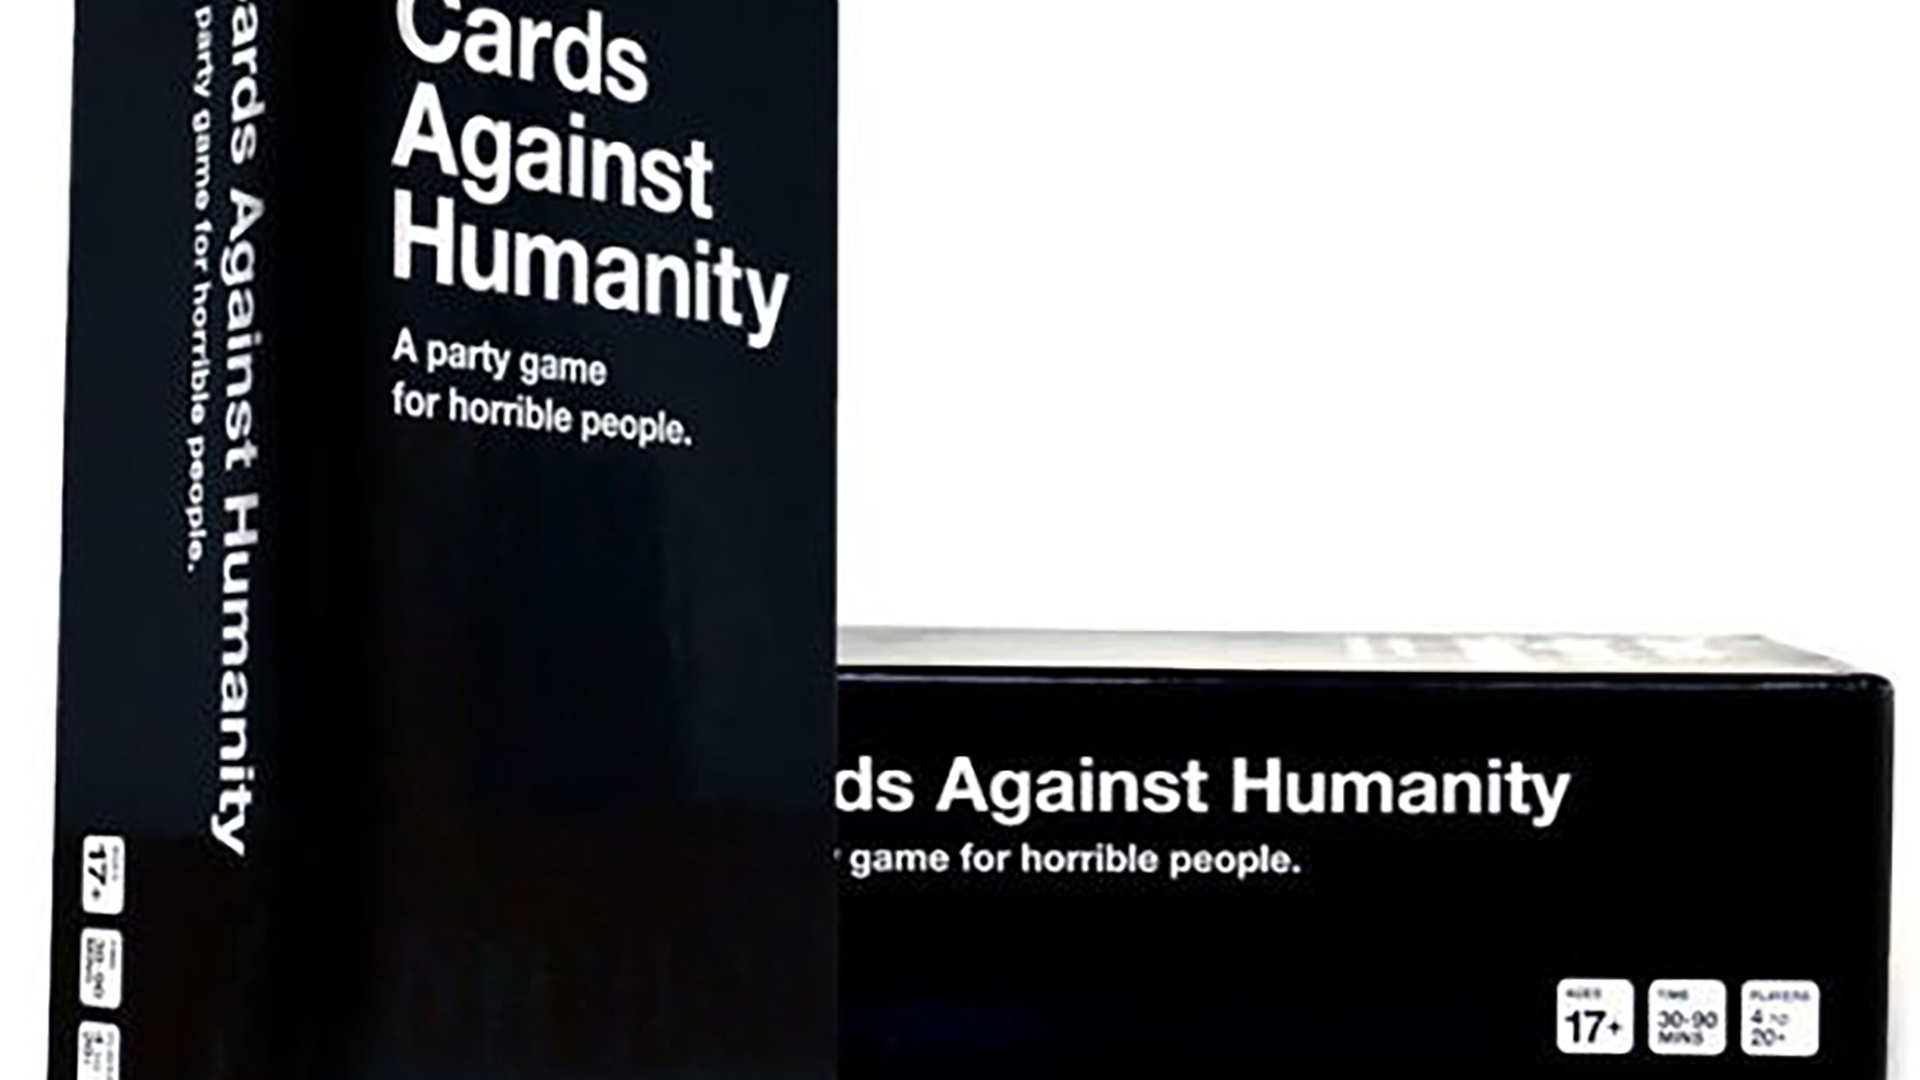 Cards
Against
Humanity
A party game
for horrible people.
ards Against Humanity
party game for horrible people.
17+
ds Against Humanity
game for horrible people.
AGES
17+
TIME
30-90
MINS
PLAYERS
4 TO
20+